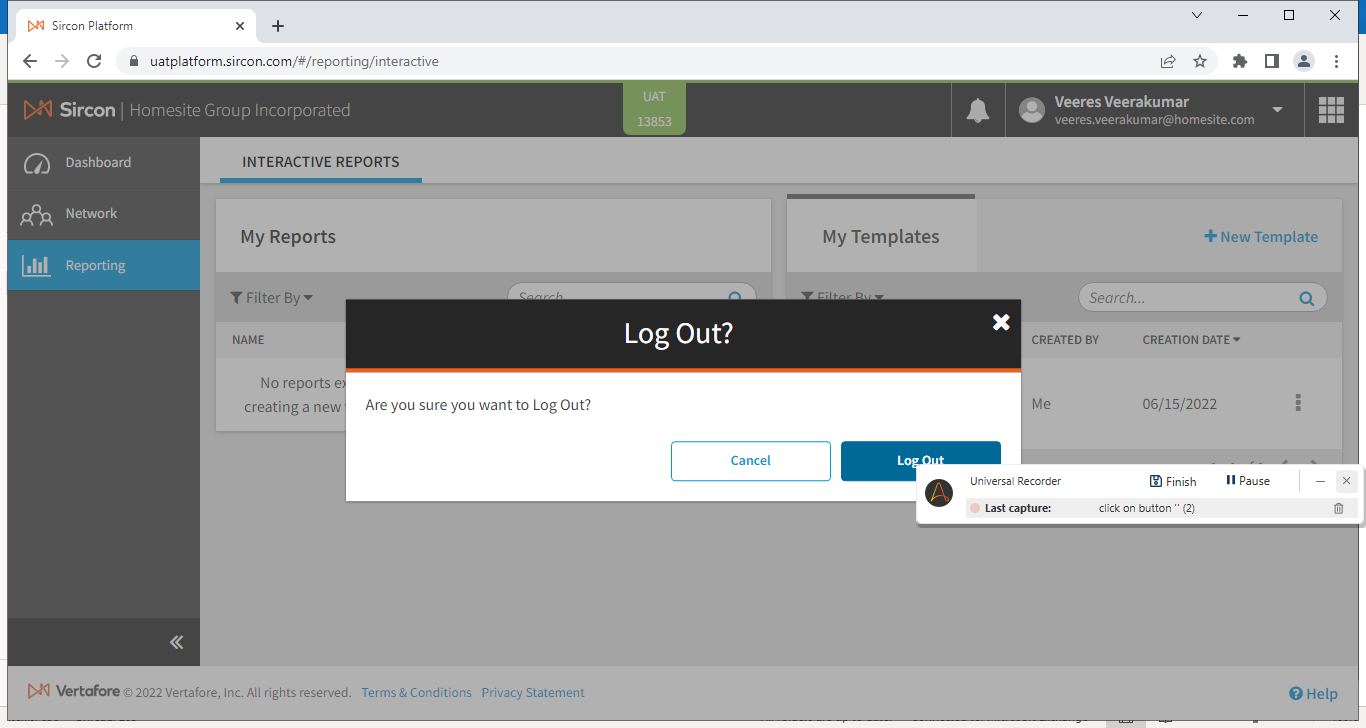 Sircon Platform
uatplatform.sircon.com/#/reporting/interactive
Sircon | Homesite Group Incorporated
UAT
13853
Veeres Veerakumar
veeres.veerakumar@homesite.com
Dashboard
Network
Reporting
INTERACTIVE REPORTS
My Reports
My Templates
New Template
Filter By
Search...
Filter By
Search...
NAME
CREATED BY
CREATION DATE
No reports
creating a new
Me
06/15/2022
Log Out?
Are you sure you want to Log Out?
Cancel
Log Out
Universal Recorder
Finish
Pause
Last capture:
click on button '' (2)
Vertafore © 2022 Vertafore, Inc. All rights reserved. Terms & Conditions Privacy Statement
Help